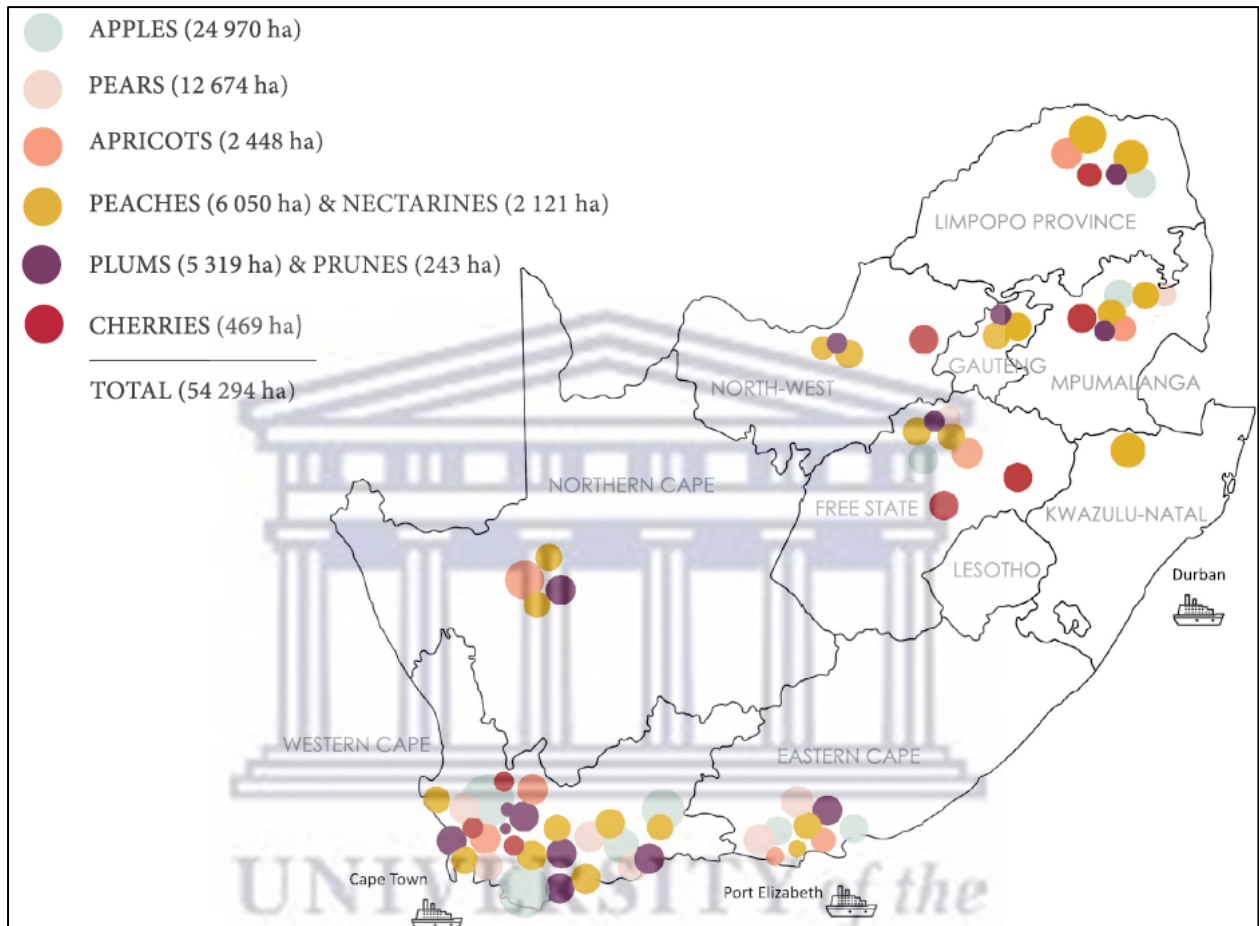 APPLES (24 970 ha)
PEARS (12 674 ha)
APRICOTS (2 448 ha)
PEACHES (6 050 ha) & NECTARINES (2 121 ha)
PLUMS (5 319 ha) & PRUNES (243 ha)
CHERRIES (469 ha)
TOTAL (54 294 ha)
LIMPOPO PROVINCE
GAUTENG
MPUMALANGA
NORTH-WEST
NORTHERN CAPE
FREE STATE
KWAZULU-NATAL
LESOTHO
Durban
WESTERN CAPE
EASTERN CAPE
Cape Town
Port Elizabeth
UNIVERSITY of the